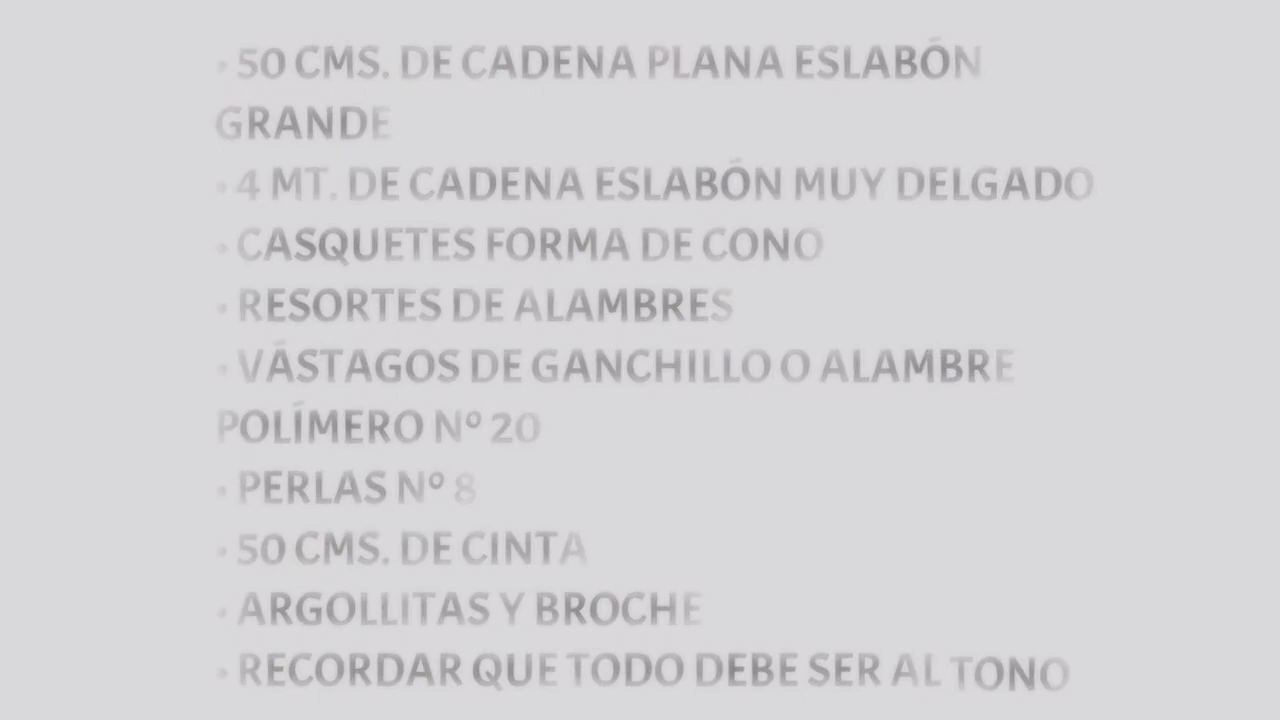 · 50 CMS. DE CADENA PLANA ESLABÓN
GRANDE
· 4 MT. DE CADENA ESLABÓN MUY DELGADO
· CASQUETES FORMA DE CONO
· RESORTES DE ALAMBRES
· VÁSTAGOS DE GANCHILLO O ALAMBRE
POLÍMERO Nº 20
· PERLAS Nº 8
· 50 CMS. DE CINTA
· ARGOLLITAS Y BROCHE
· RECORDAR QUE TODO DEBE SER AL TONO